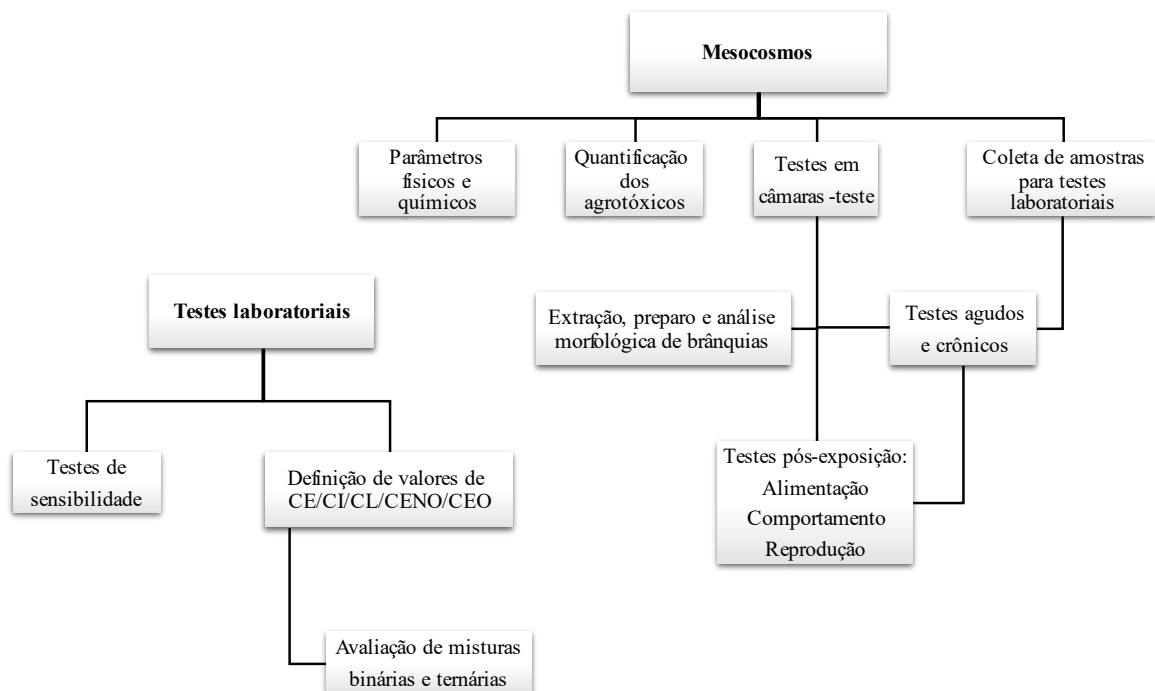 Mesocosmos
Parâmetros
físicos e
químicos
Quantificação
dos
agrotóxicos
Testes em
câmaras -teste
Coleta de amostras
para testes
laboratoriais
Testes laboratoriais
Extração, preparo e análise
morfológica de brânquias
Testes agudos
e crônicos
Testes de
sensibilidade
Definição de valores de
CE/CI/CL/CENO/CEO
Testes pós-exposição:
Alimentação
Comportamento
Reprodução
Avaliação de misturas
binárias e ternárias